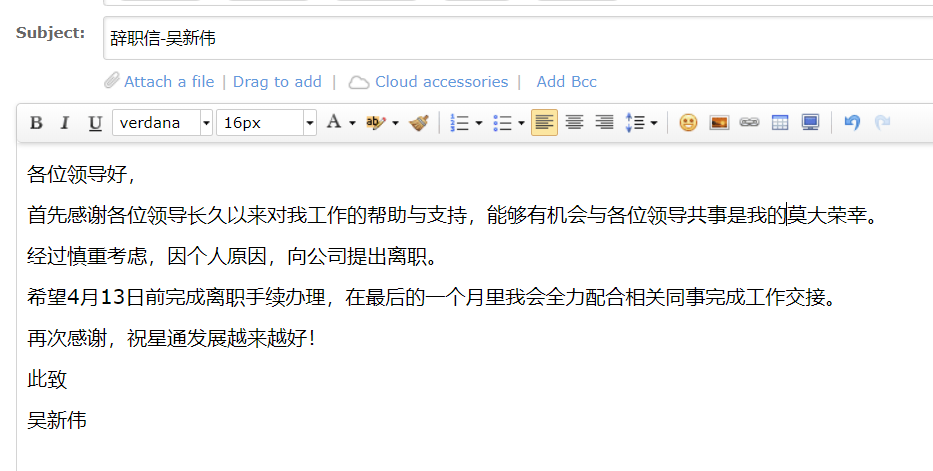 Subject:
辞职信-吴新伟
Attach a file | Drag to add | Cloud accessories | Add Bcc
B I U verdana 16px A ab
各位领导好，
首先感谢各位领导长久以来对我工作的帮助与支持，能够有机会与各位领导共事是我的莫大荣幸。
经过慎重考虑，因个人原因，向公司提出离职。
希望4月13日前完成离职手续办理，在最后的一个月里我会全力配合相关同事完成工作交接。
再次感谢，祝星通发展越来越好！
此致
吴新伟